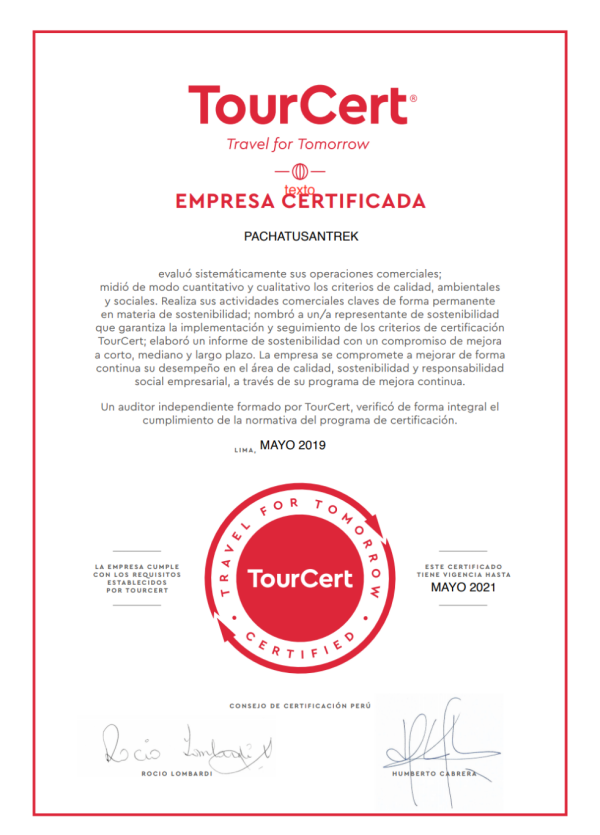 TourCert®
Travel for Tomorrow
texto
EMPRESA CERTIFICADA
PACHATUSANTREK
evaluó sistemáticamente sus operaciones comerciales;
midió de modo cuantitativo y cualitativo los criterios de calidad, ambientales
y sociales. Realiza sus actividades comerciales claves de forma permanente
en materia de sostenibilidad; nombró a un/a representante de sostenibilidad
que garantiza la implementación y seguimiento de los criterios de certificación
TourCert; elaboró un informe de sostenibilidad con un compromiso de mejora
a corto, mediano y largo plazo. La empresa se compromete a mejorar de forma
continua su desempeño en el área de calidad, sostenibilidad y responsabilidad
social empresarial, a través de su programa de mejora continua.
Un auditor independiente formado por TourCert, verificó de forma integral el
cumplimiento de la normativa del programa de certificación.
LIMA, MAYO 2019
LA EMPRESA CUMPLE
CON LOS REQUISITOS
ESTABLECIDOS
POR TOURCERT
TRAVEL FOR TOMORROW
TourCert
• CERTIFIED •
ESTE CERTIFICADO
TIENE VIGENCIA HASTA
MAYO 2021
CONSEJO DE CERTIFICACIÓN PERÚ
Rocio Lombardi
ROCIO LOMBARDI
HUMBERTO CABRERA